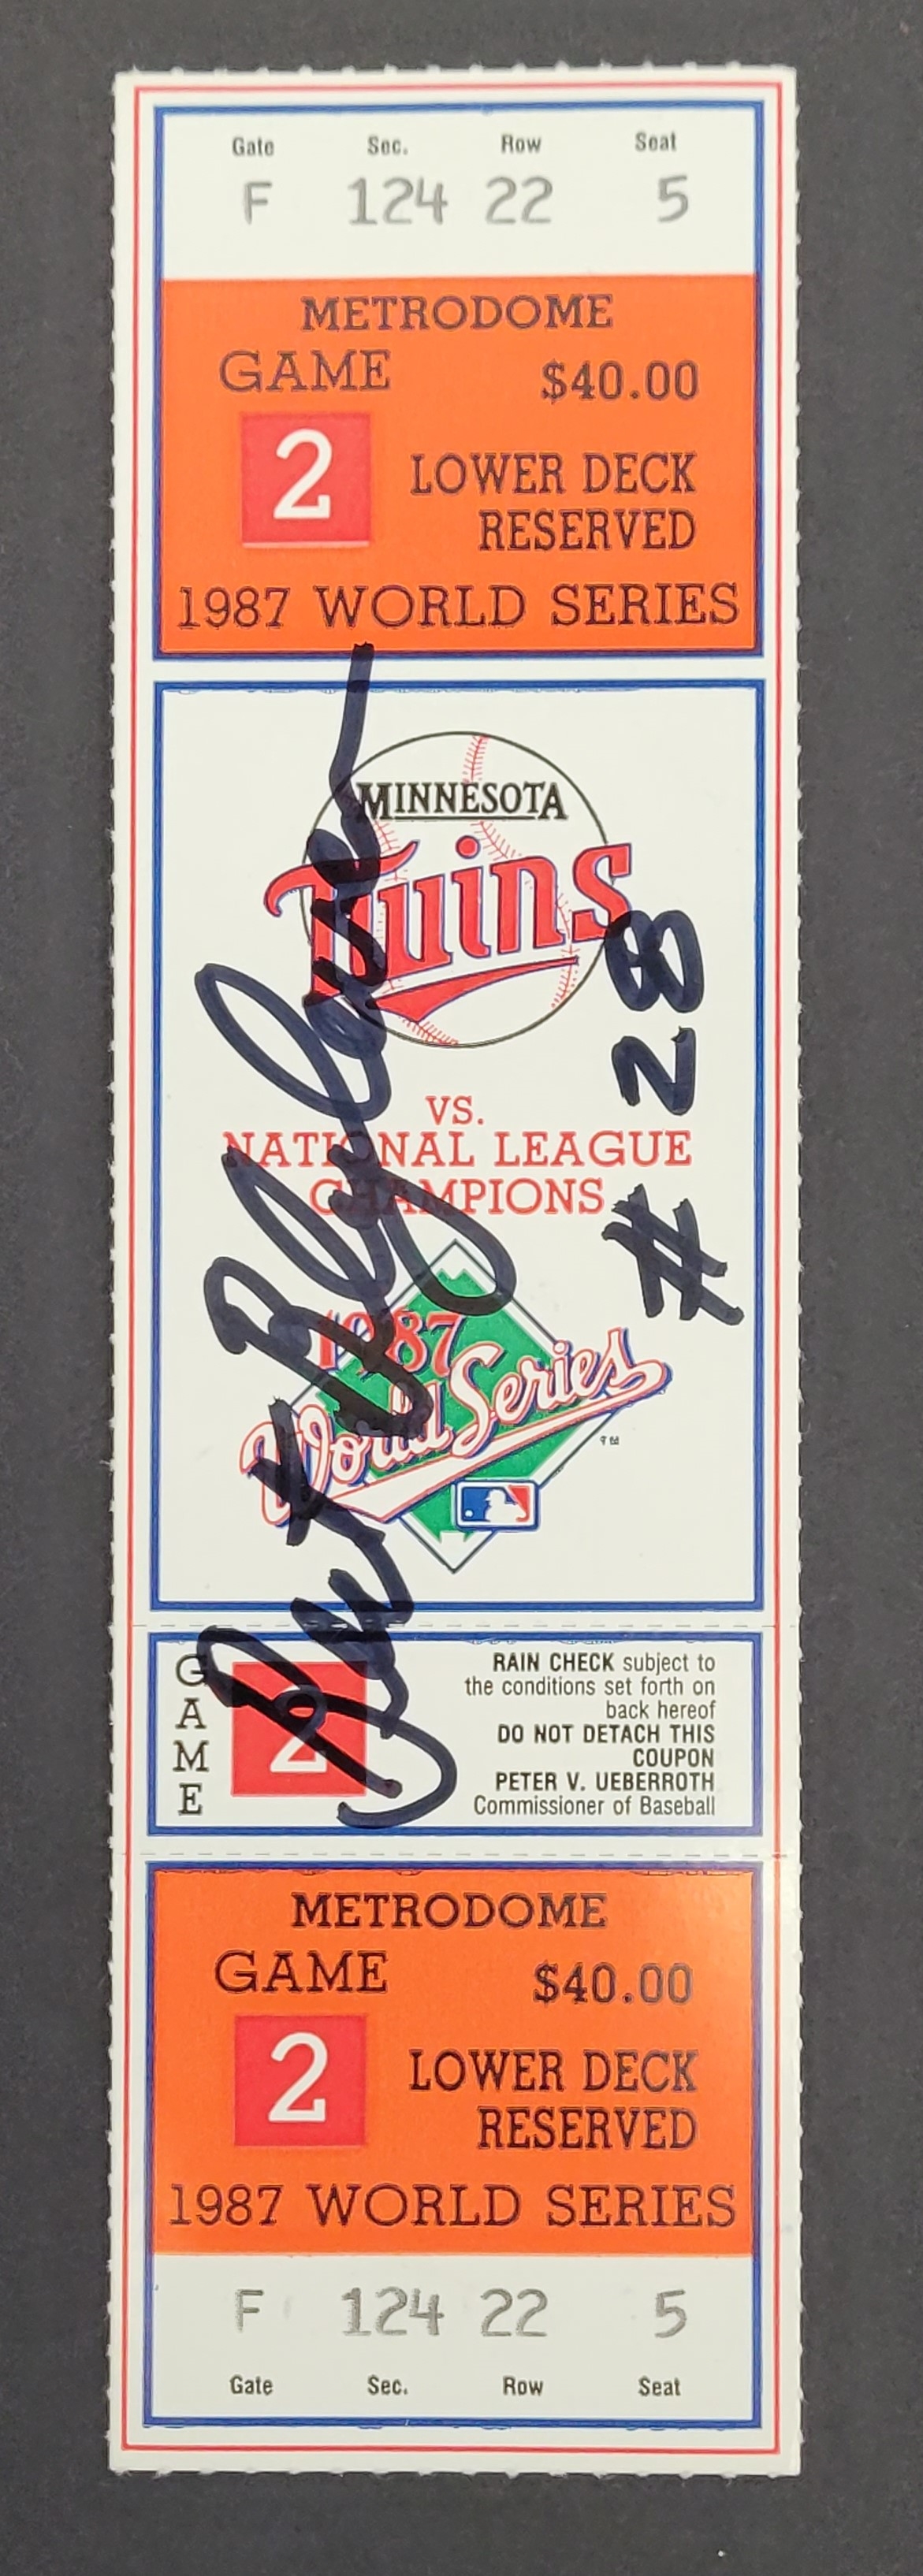 Gate Sec. Row Seat
F 124 22 5
METRODOME
GAME $40.00
2
LOWER DECK
RESERVED
1987 WORLD SERIES
MINNESOTA
Twins
VS.
NATIONAL LEAGUE
CHAMPIONS
1987
World Series
Bert Blyleven
# 28
GAME
2
RAIN CHECK subject to
the conditions set forth on
back hereof
DO NOT DETACH THIS
COUPON
PETER V. UEBERROTH
Commissioner of Baseball
METRODOME
GAME $40.00
2
LOWER DECK
RESERVED
1987 WORLD SERIES
F 124 22 5
Gate Sec. Row Seat